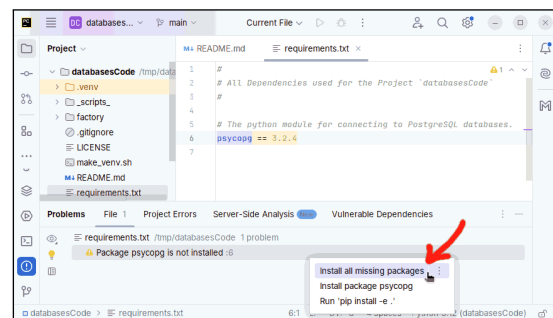 PC
DC databases...
main
Current File
Project
M↓ README.md
requirements.txt
databasesCode /tmp/data
.venv
_scripts_
factory
.gitignore
LICENSE
make_venv.sh
M↓ README.md
requirements.txt
1 #
2 # All Dependencies used for the Project `databasesCode`
3 #
4
5 # The python module for connecting to PostgreSQL databases.
6 psycopg == 3.2.4
7
1
Problems File 1 Project Errors Server-Side Analysis Vulnerable Dependencies
requirements.txt /tmp/databasesCode 1 problem
Package psycopg is not installed :6
Install all missing packages
Install package psycopg
Run 'pip install -e .'
databasesCode > requirements.txt
6:1
(databasesCode)